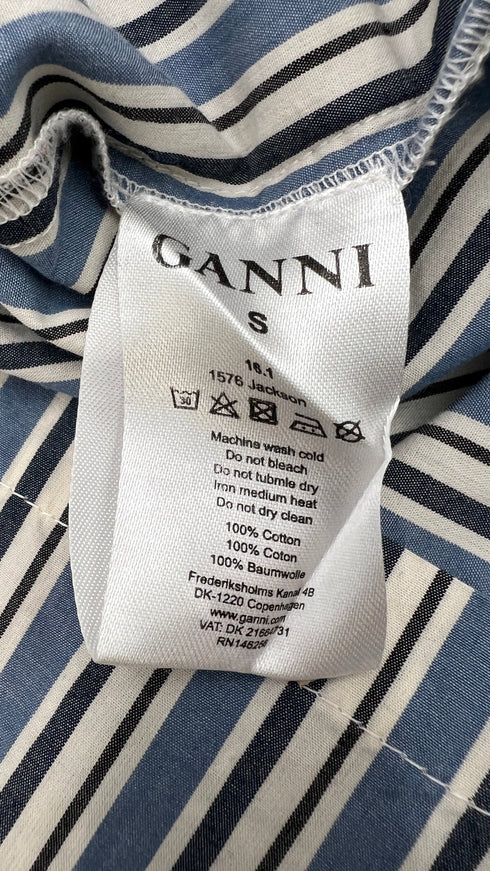 GANNI
S
16.1
1576 Jackson
30
Machine wash cold
Do not bleach
Do not tubmle dry
Iron medium heat
Do not dry clean
100% Cotton
100% Coton
100% Baumwolle
Frederiksholms Kanal 4B
DK-1220 Copenhagen
www.ganni.com
VAT: DK